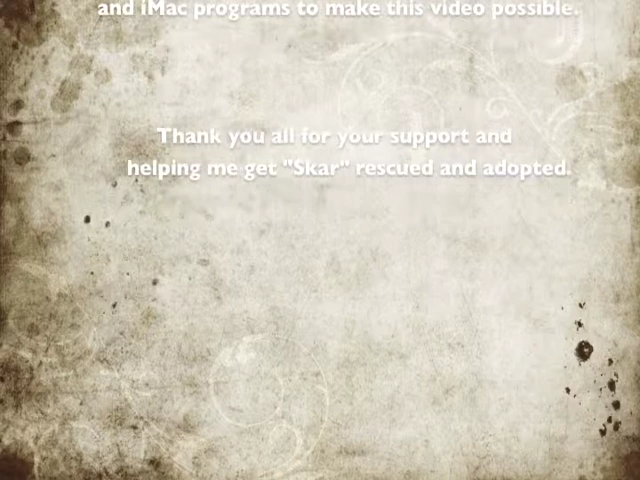 and iMac programs to make this video possible.
Thank you all for your support and
helping me get "Skar" rescued and adopted.